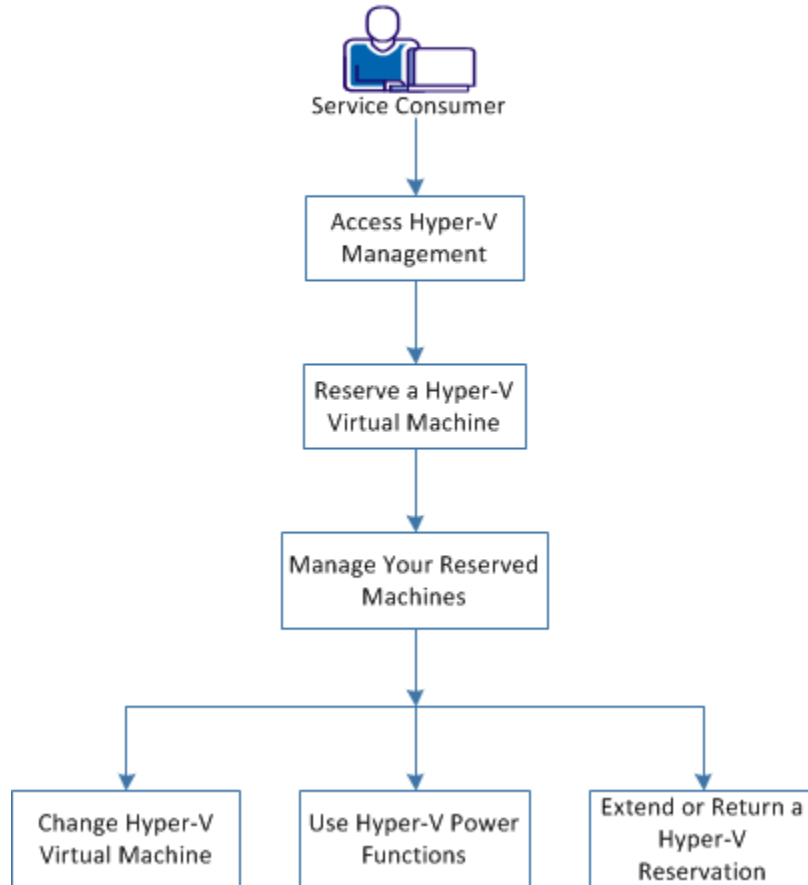 Service Consumer
Access Hyper-V
Management
Reserve a Hyper-V
Virtual Machine
Manage Your Reserved
Machines
Change Hyper-V
Virtual Machine
Use Hyper-V Power
Functions
Extend or Return a
Hyper-V
Reservation